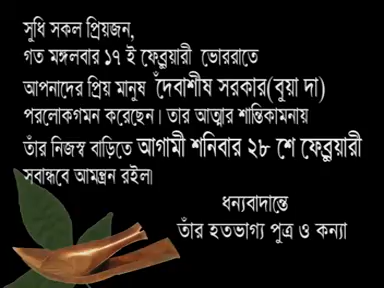 সুধি সকল প্রিয়জন,
গত মঙ্গলবার ১৭ ই ফেব্রুয়ারী ভোররাতে
আপনাদের প্রিয় মানুষ দেবাশীষ সরকার(বুয়া দা)
পরলোকগমন করেছেন। তার আত্মার শান্তিকামনায়
তাঁর নিজস্ব বাড়িতে আগামী শনিবার ২৮ শে ফেব্রুয়ারী
সবান্ধবে আমন্ত্রন রইল।
ধন্যবাদান্তে
তাঁর হতভাগ্য পুত্র ও কন্যা